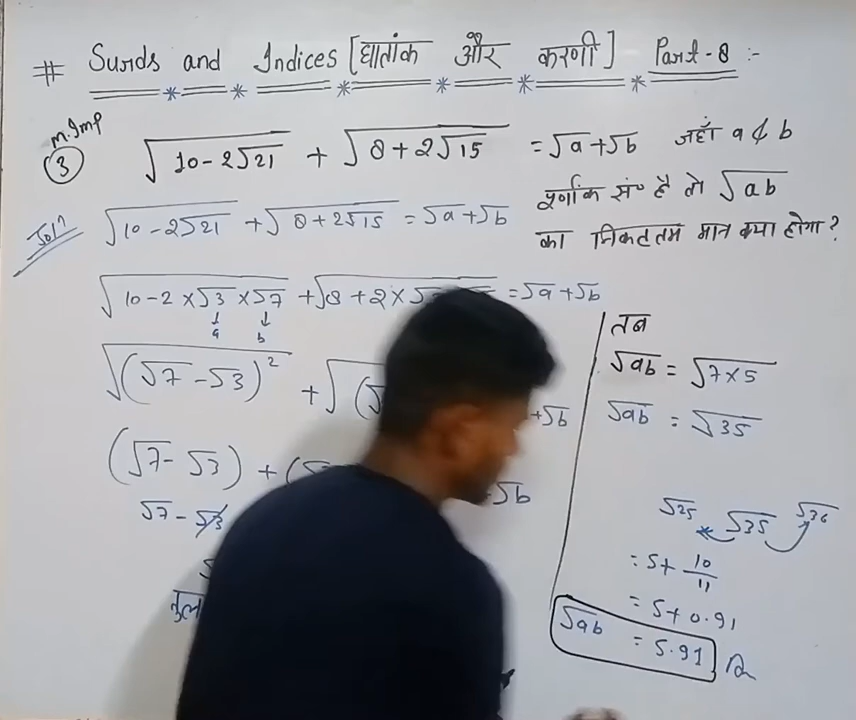 # Surds and Indices [घातांक और करणी] Part-8 :-
m.Imp
③ √10-2√21 + √8+2√15 = √a+√b जहाँ a & b
पूर्णांक सं० है तो √ab
का निकटतम मान क्या होगा?
Solⁿ √10-2√21 + √8+2√15 = √a+√b
√10-2×√3×√7 + √8+2× = √a+√b
↓ ↓
a b
√(√7-√3)² + √( +√b
(√7-√3) + ( √b
√7-√3
तुल
तब
√ab = √7×5
√ab = √35
√25 √35 √36
= 5+ 10/11
= 5+0.91
√ab = 5.91